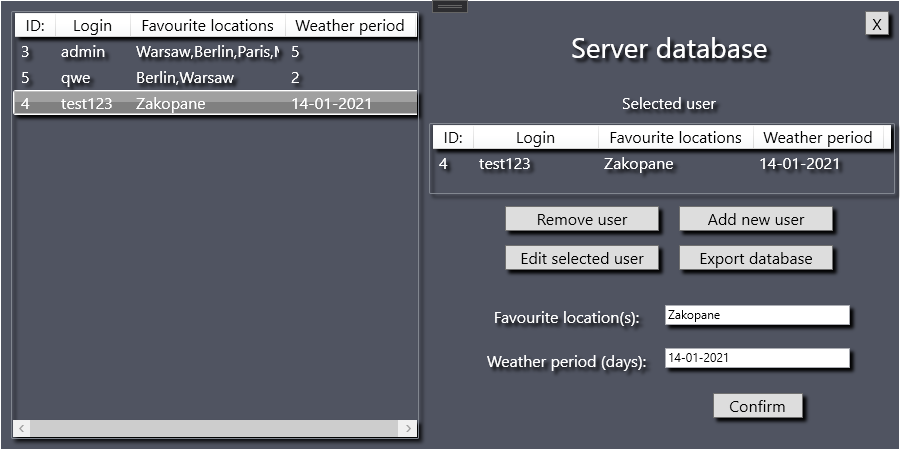 ID: Login Favourite locations Weather period
3 admin Warsaw,Berlin,Paris, 5
5 qwe Berlin,Warsaw 2
4 test123 Zakopane 14-01-2021
X
Server database
Selected user
ID: Login Favourite locations Weather period
4 test123 Zakopane 14-01-2021
Remove user Add new user
Edit selected user Export database
Favourite location(s): Zakopane
Weather period (days): 14-01-2021
Confirm